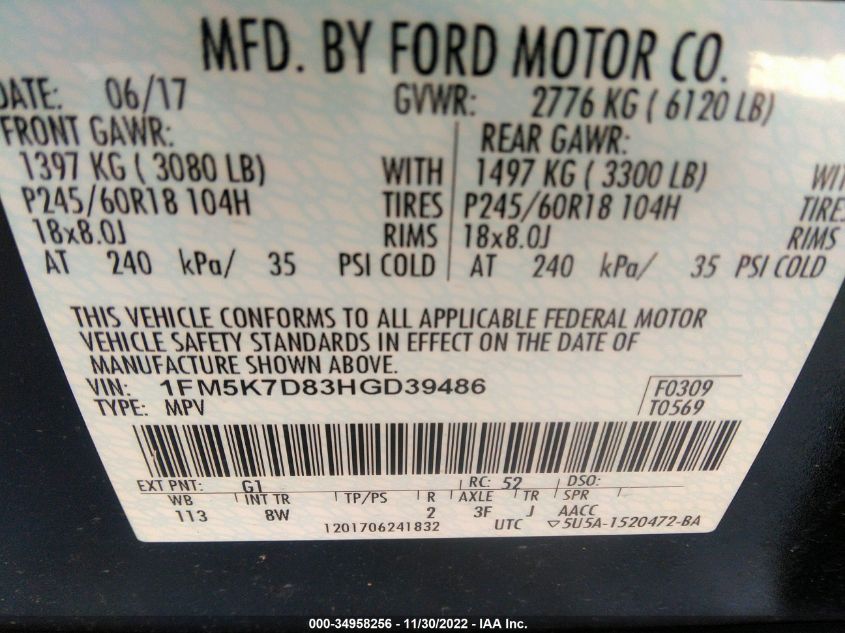 MFD. BY FORD MOTOR CO.
DATE: 06/17 GVWR: 2776 KG ( 6120 LB)
FRONT GAWR: REAR GAWR:
1397 KG ( 3080 LB) WITH 1497 KG ( 3300 LB) WIT
P245/60R18 104H TIRES P245/60R18 104H TIRE
18x8.0J RIMS 18x8.0J RIMS
AT 240 kPa/ 35 PSI COLD AT 240 kPa/ 35 PSI COLD
THIS VEHICLE CONFORMS TO ALL APPLICABLE FEDERAL MOTOR
VEHICLE SAFETY STANDARDS IN EFFECT ON THE DATE OF
MANUFACTURE SHOWN ABOVE.
VIN: 1FM5K7D83HGD39486 F0309
TYPE: MPV T0569
EXT PNT: G1 RC: 52 DSO:
WB INT TR TP/PS R AXLE TR SPR
113 8W 2 3F J AACC
1201706241832 UTC ▽5U5A-1520472-BA
000-34958256 - 11/30/2022 - IAA Inc.